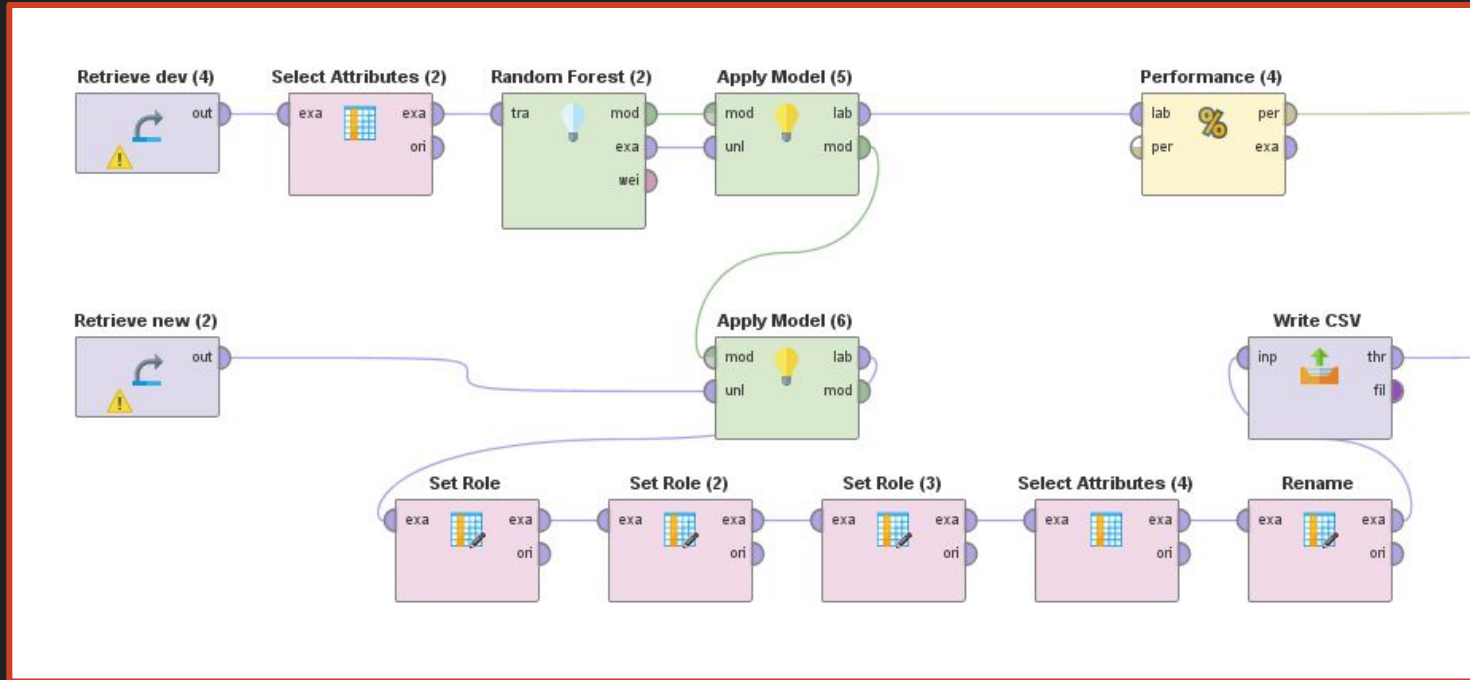 Retrieve dev (4) Select Attributes (2) Random Forest (2) Apply Model (5) Performance (4)
out exa exa tra mod mod lab lab per
ori exa unl mod per exa
wei
Retrieve new (2) Apply Model (6) Write CSV
out mod lab inp thr
unl mod fil
Set Role Set Role (2) Set Role (3) Select Attributes (4) Rename
exa exa exa exa exa exa exa exa exa exa
ori ori ori ori ori